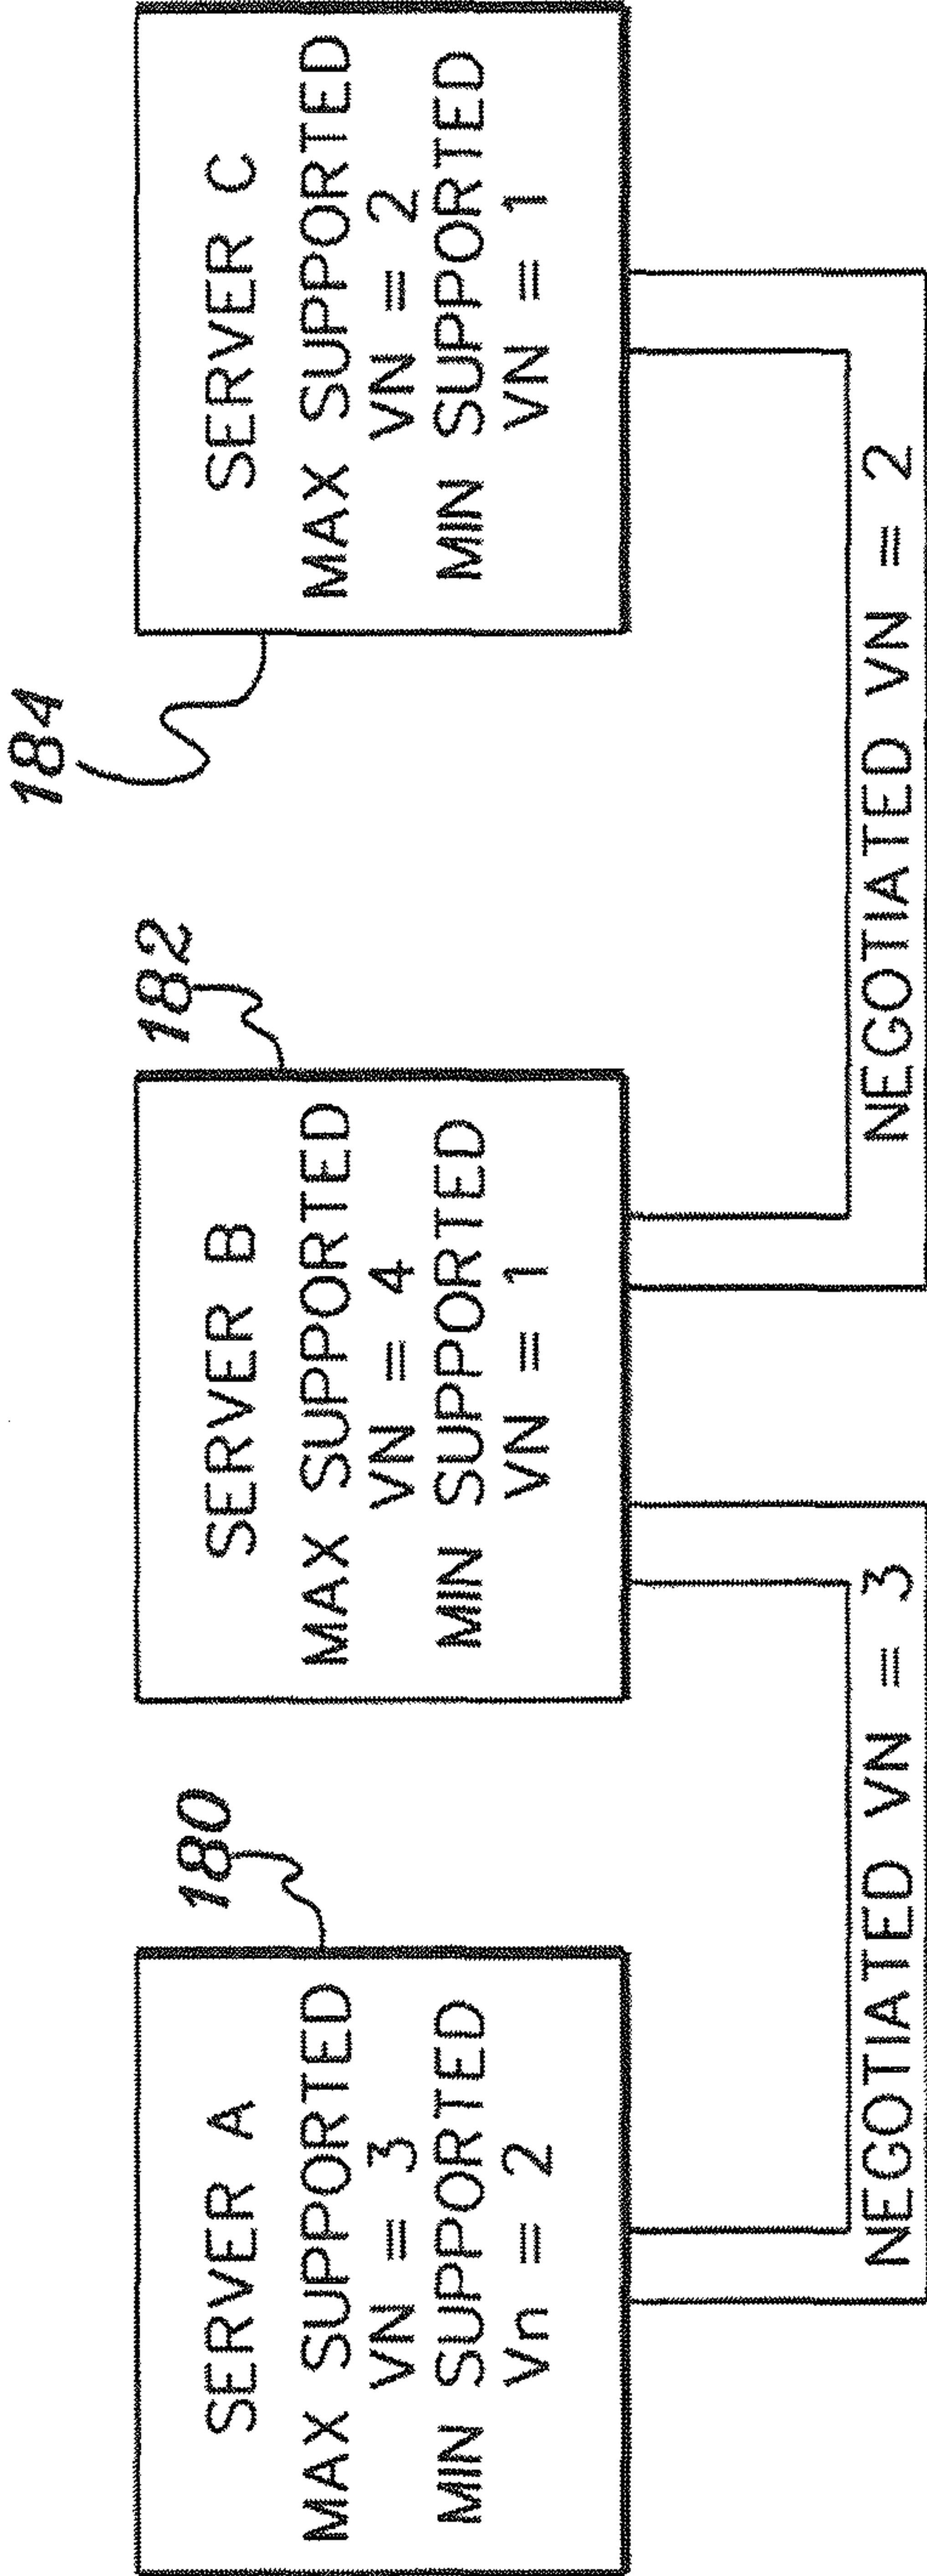 180
SERVER A
MAX SUPPORTED
VN = 3
MIN SUPPORTED
Vn = 2
182
SERVER B
MAX SUPPORTED
VN = 4
MIN SUPPORTED
VN = 1
184
SERVER C
MAX SUPPORTED
VN = 2
MIN SUPPORTED
VN = 1
NEGOTIATED VN = 3
NEGOTIATED VN = 2